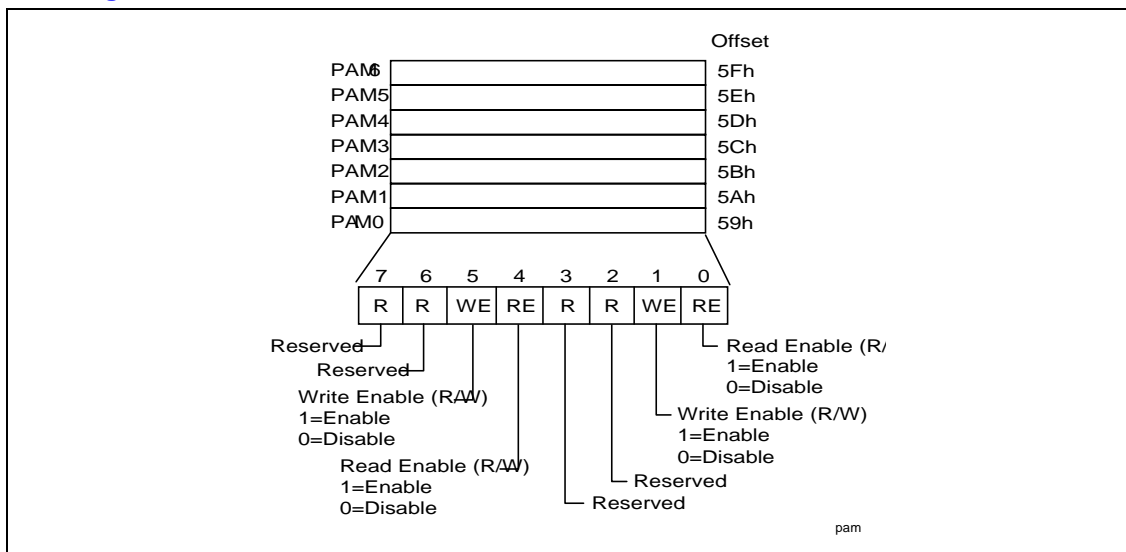 Offset
PAM6 5Fh
PAM5 5Eh
PAM4 5Dh
PAM3 5Ch
PAM2 5Bh
PAM1 5Ah
PAM0 59h
7 6 5 4 3 2 1 0
R R WE RE R R WE RE
Reserved
Reserved
Write Enable (R/W)
1=Enable
0=Disable
Read Enable (R/W)
1=Enable
0=Disable
Reserved
Reserved
Write Enable (R/W)
1=Enable
0=Disable
Read Enable (R/
1=Enable
0=Disable
pam